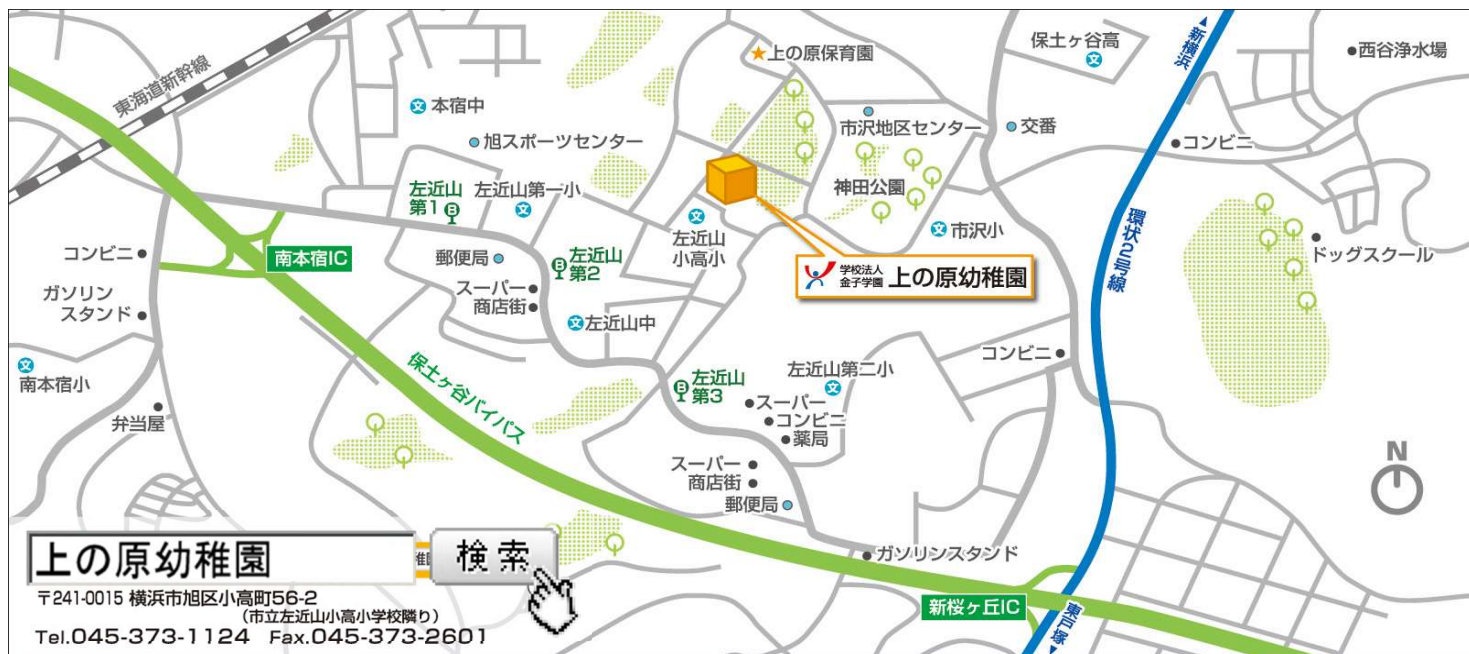 東海道新幹線
本宿中
旭スポーツセンター
上の原保育園
保土ヶ谷高
▲新横浜
西谷浄水場
市沢地区センター
交番
コンビニ
左近山
第1
左近山第一小
左近山
小高小
神田公園
市沢小
環状2号線
ドッグスクール
コンビニ
南本宿IC
郵便局
左近山
第2
学校法人
金子学園
上の原幼稚園
ガソリン
スタンド
スーパー
商店街
左近山中
南本宿小
弁当屋
保土ヶ谷バイパス
左近山
第3
左近山第二小
コンビニ
スーパー
コンビニ
薬局
スーパー
商店街
郵便局
N
ガソリンスタンド
新桜ヶ丘IC
東戸塚▼
上の原幼稚園
検索
〒241-0015 横浜市旭区小高町56-2
(市立左近山小高小学校隣り)
Tel.045-373-1124 Fax.045-373-2601